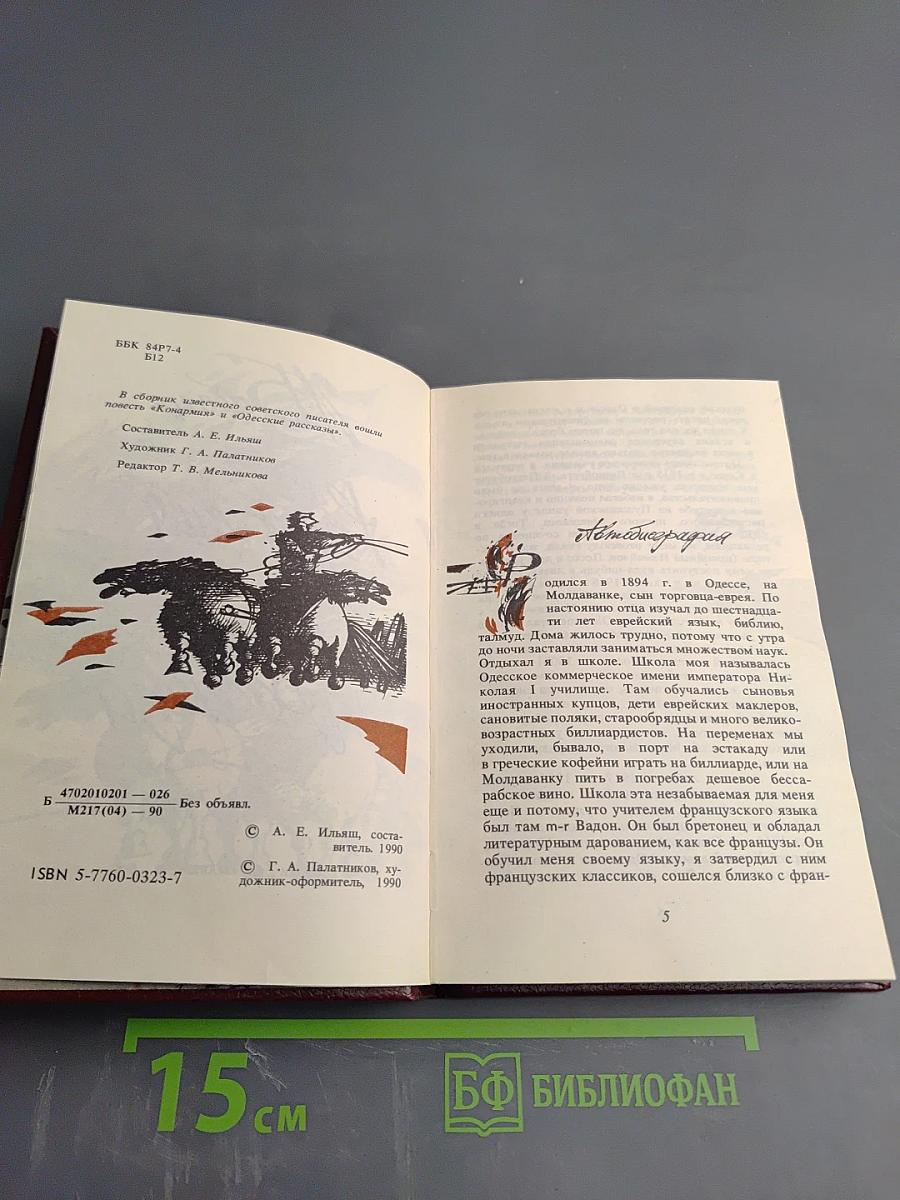 ББК 84Р7-4
Б12
В сборник известного советского писателя вошли
повесть «Конармия» и «Одесские рассказы».
Составитель А. Е. Ильяш
Художник Г. А. Палатников
Редактор Т. В. Мельникова
Б 4702010201 — 026
М217(04) — 90
Без объявл.
© А. Е. Ильяш, соста-
витель. 1990
© Г. А. Палатников, ху-
дожник-оформитель, 1990
ISBN 5-7760-0323-7
Автобиография
Родился в 1894 г. в Одессе, на
Молдаванке, сын торговца-еврея. По
настоянию отца изучал до шестнадца-
ти лет еврейский язык, библию,
талмуд. Дома жилось трудно, потому что с утра
до ночи заставляли заниматься множеством наук.
Отдыхал я в школе. Школа моя называлась
Одесское коммерческое имени императора Ни-
колая I училище. Там обучались сыновья
иностранных купцов, дети еврейских маклеров,
сановитые поляки, старообрядцы и много велико-
возрастных биллиардистов. На переменах мы
уходили, бывало, в порт на эстакаду или
в греческие кофейни играть на биллиарде, или на
Молдаванку пить в погребах дешевое бесса-
рабское вино. Школа эта незабываемая для меня
еще и потому, что учителем французского языка
был там m-r Вадон. Он был бретонец и обладал
литературным дарованием, как все французы. Он
обучил меня своему языку, я затвердил с ним
французских классиков, сошелся близко с фран-
5
15 см
БФ БИБЛИОФАН